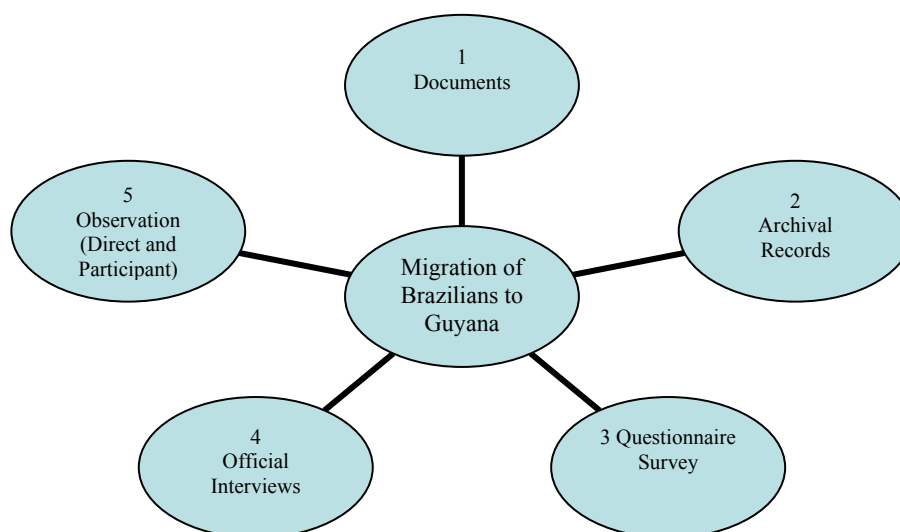 1
Documents
2
Archival
Records
3 Questionnaire
Survey
4
Official
Interviews
5
Observation
(Direct and
Participant)
Migration of
Brazilians to
Guyana